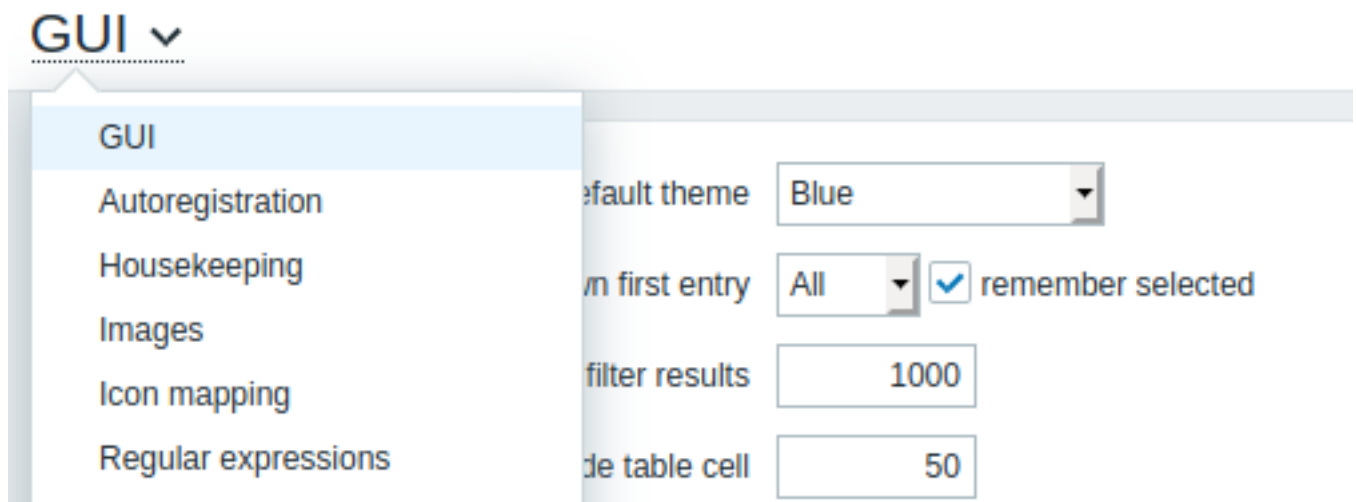 GUI
GUI
Autoregistration
Housekeeping
Images
Icon mapping
Regular expressions
efault theme Blue
first entry All remember selected
filter results 1000
table cell 50